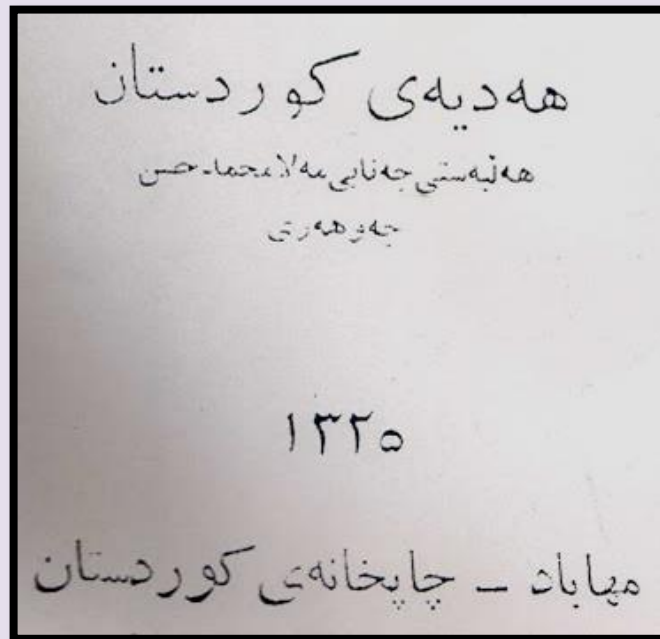 هەدیەی کوردستان
هەڵبەستی جەنابی مەلا محمد حسن
جەوهەری
١٣٢٥
مهاباد – چاپخانەی کوردستان